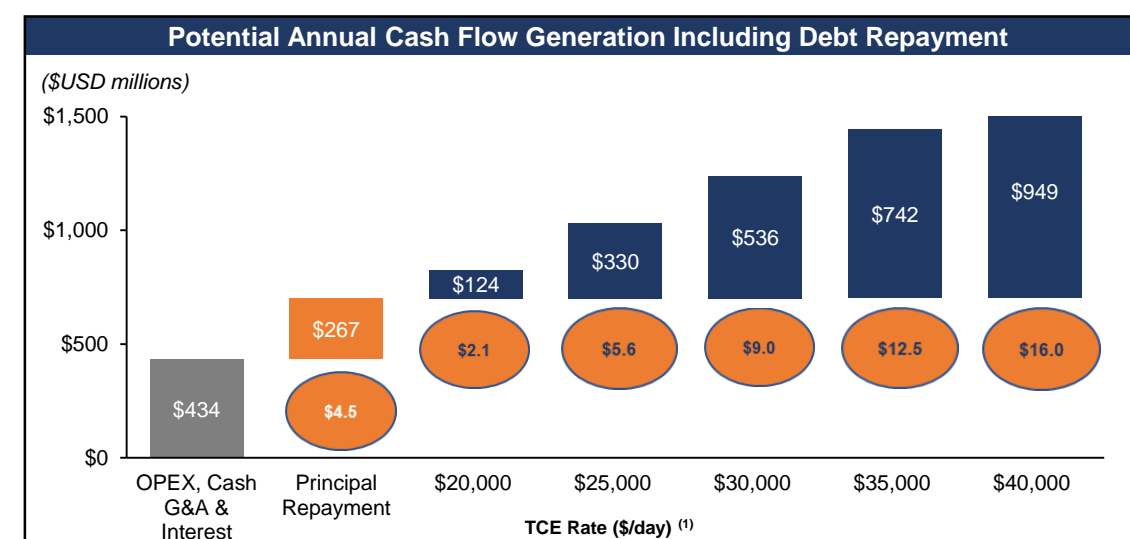 Potential Annual Cash Flow Generation Including Debt Repayment
($USD millions)
$1,500
$1,000
$500
$0
$434
$267
$4.5
$124
$2.1
$330
$5.6
$536
$9.0
$742
$12.5
$949
$16.0
OPEX, Cash
G&A &
Interest
Principal
Repayment
$20,000
$25,000
$30,000
$35,000
$40,000
TCE Rate ($/day) (1)